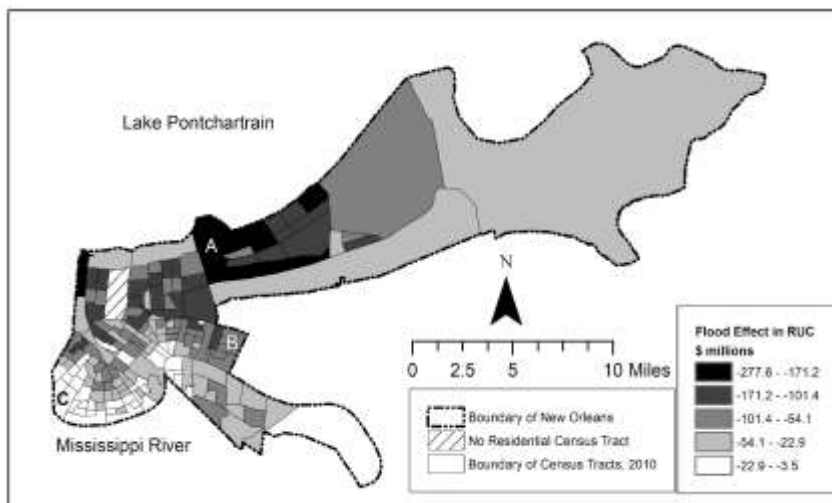 Lake Pontchartrain
A
B
C
Mississippi River
N
0 2.5 5 10 Miles
Boundary of New Orleans
No Residential Census Tract
Boundary of Census Tracts, 2010
Flood Effect in RUC
$ millions
-277.6 - -171.2
-171.2 - -101.4
-101.4 - -54.1
-54.1 - -22.9
-22.9 - -3.5